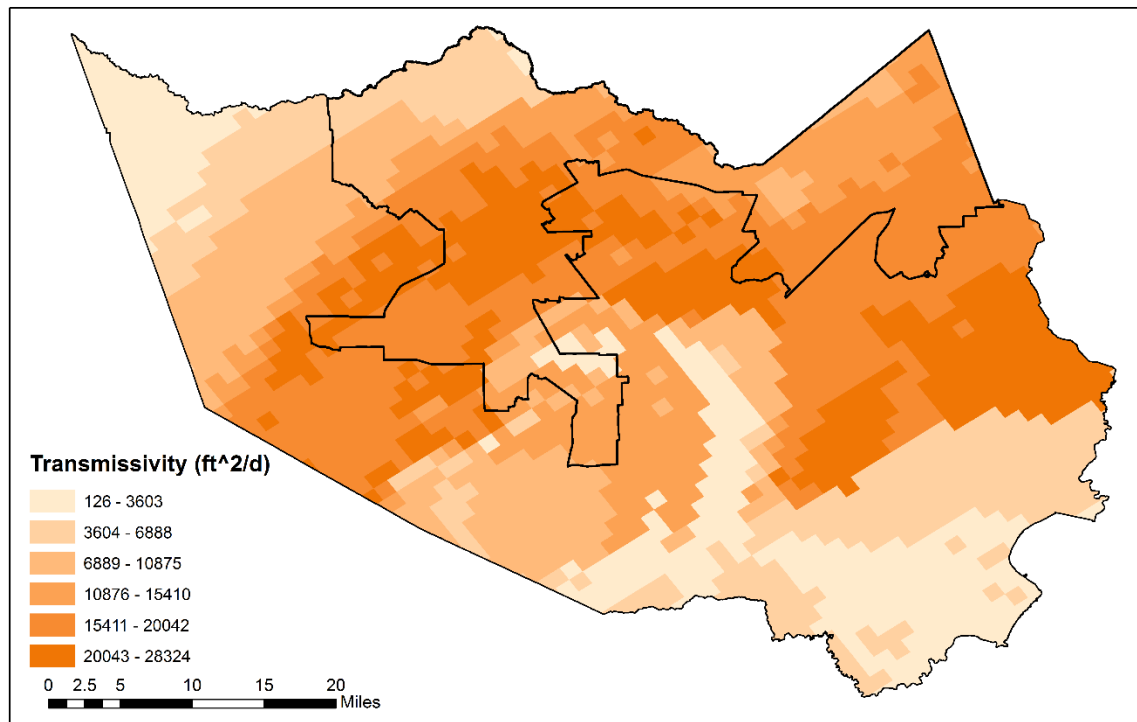 Transmissivity (ft^2/d)
126 - 3603
3604 - 6888
6889 - 10875
10876 - 15410
15411 - 20042
20043 - 28324
0 2.5 5 10 15 20
Miles